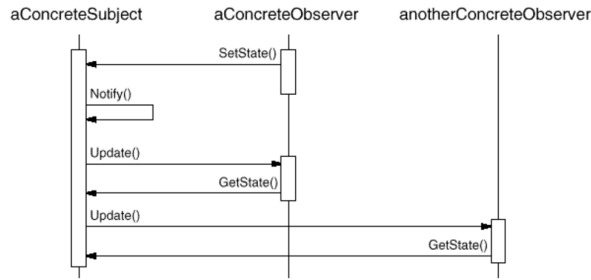 aConcreteSubject aConcreteObserver anotherConcreteObserver
SetState()
Notify()
Update()
GetState()
Update()
GetState()